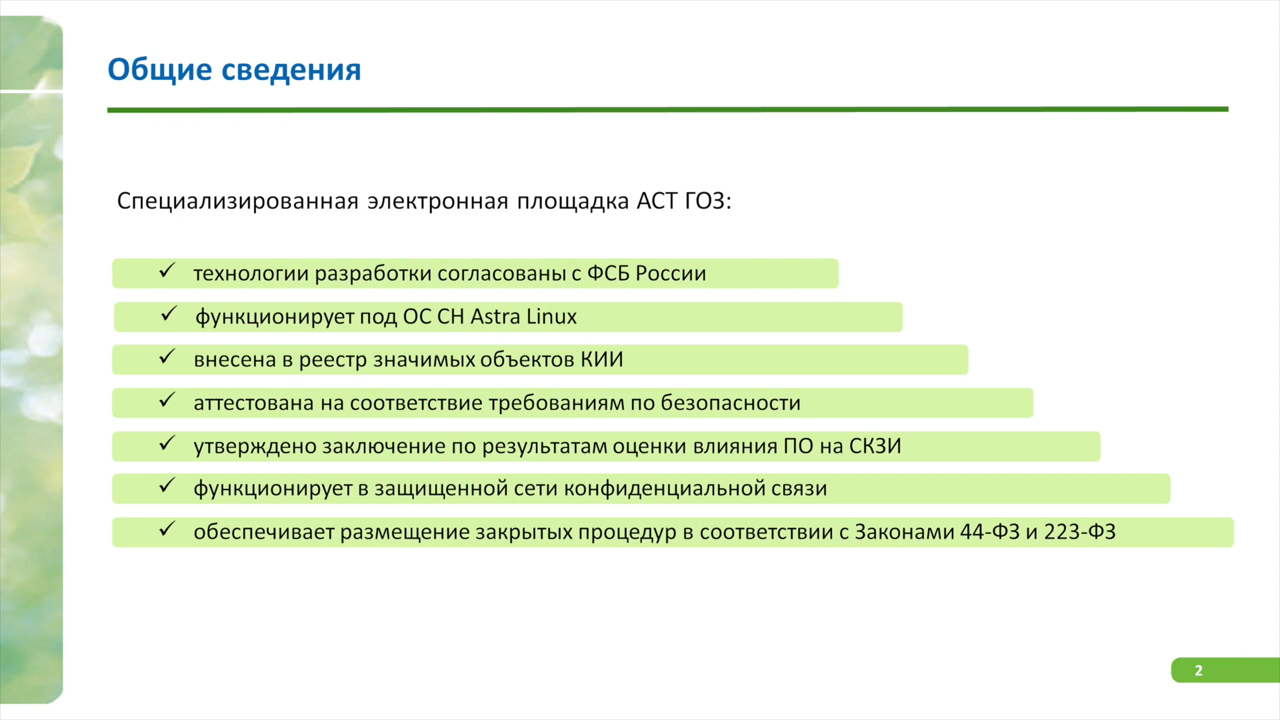 Общие сведения
Специализированная электронная площадка АСТ ГОЗ:
✓ технологии разработки согласованы с ФСБ России
✓ функционирует под ОС СН Astra Linux
✓ внесена в реестр значимых объектов КИИ
✓ аттестована на соответствие требованиям по безопасности
✓ утверждено заключение по результатам оценки влияния ПО на СКЗИ
✓ функционирует в защищенной сети конфиденциальной связи
✓ обеспечивает размещение закрытых процедур в соответствии с Законами 44-ФЗ и 223-ФЗ
2